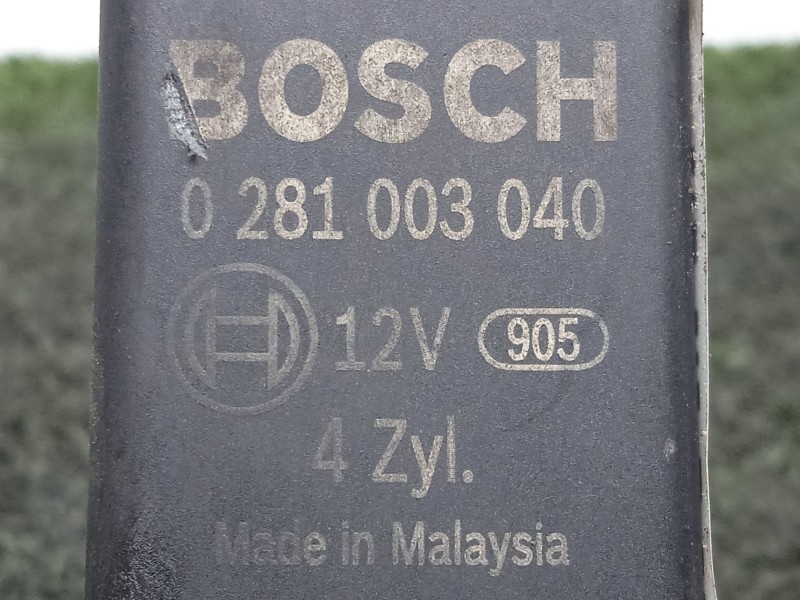 BOSCH
0 281 003 040
12V 905
4 Zyl.
Made in Malaysia